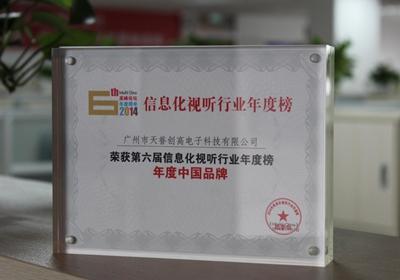 6th
2014
信息化视听行业年度榜
广州市天誉创高电子科技有限公司
荣获第六届信息化视听行业年度榜
年度中国品牌